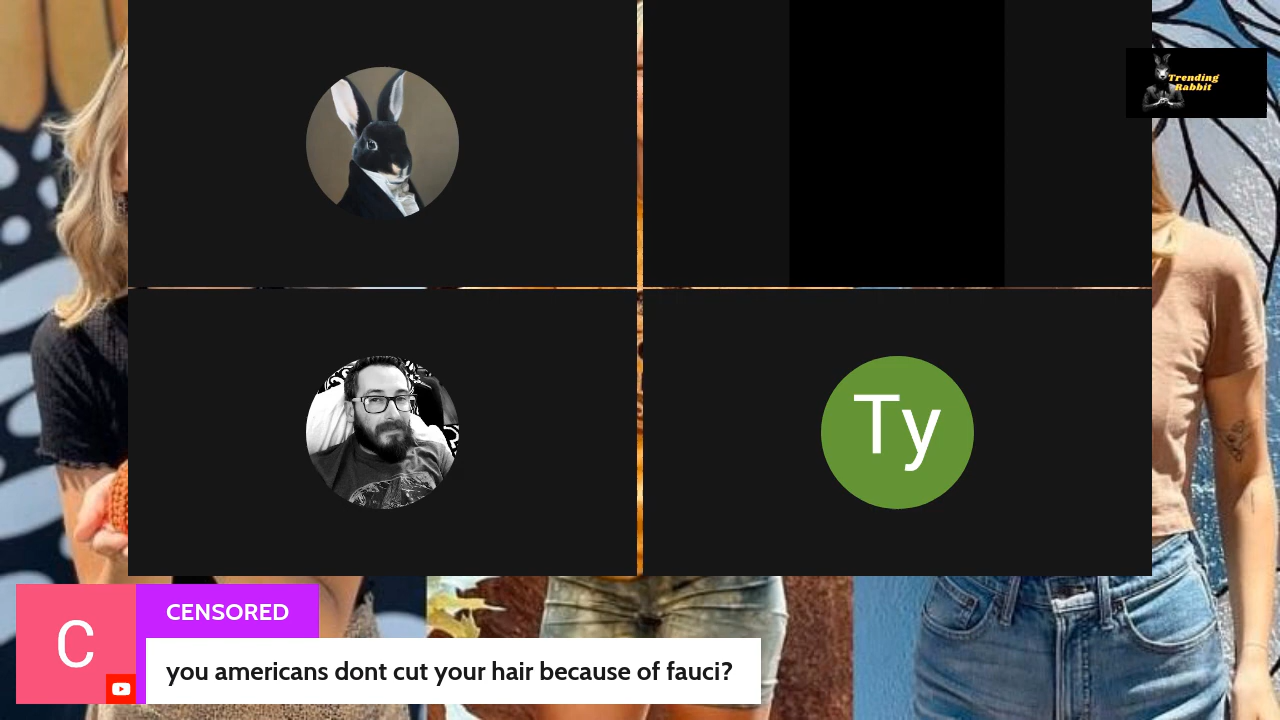 Trending
Rabbit
Ty
C
CENSORED
you americans dont cut your hair because of fauci?